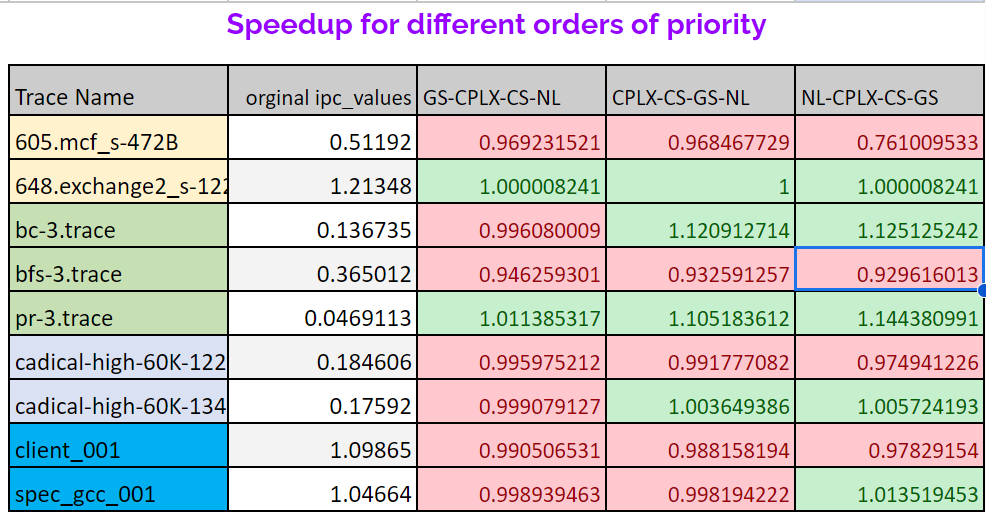 Speedup for different orders of priority
Trace Name orginal ipc_values GS-CPLX-CS-NL CPLX-CS-GS-NL NL-CPLX-CS-GS
605.mcf_s-472B 0.51192 0.969231521 0.968467729 0.761009533
648.exchange2_s-122 1.21348 1.000008241 1 1.000008241
bc-3.trace 0.136735 0.996080009 1.120912714 1.125125242
bfs-3.trace 0.365012 0.946259301 0.932591257 0.929616013
pr-3.trace 0.0469113 1.011385317 1.105183612 1.144380991
cadical-high-60K-122 0.184606 0.995975212 0.991777082 0.974941226
cadical-high-60K-134 0.17592 0.999079127 1.003649386 1.005724193
client_001 1.09865 0.990506531 0.988158194 0.97829154
spec_gcc_001 1.04664 0.998939463 0.998194222 1.013519453